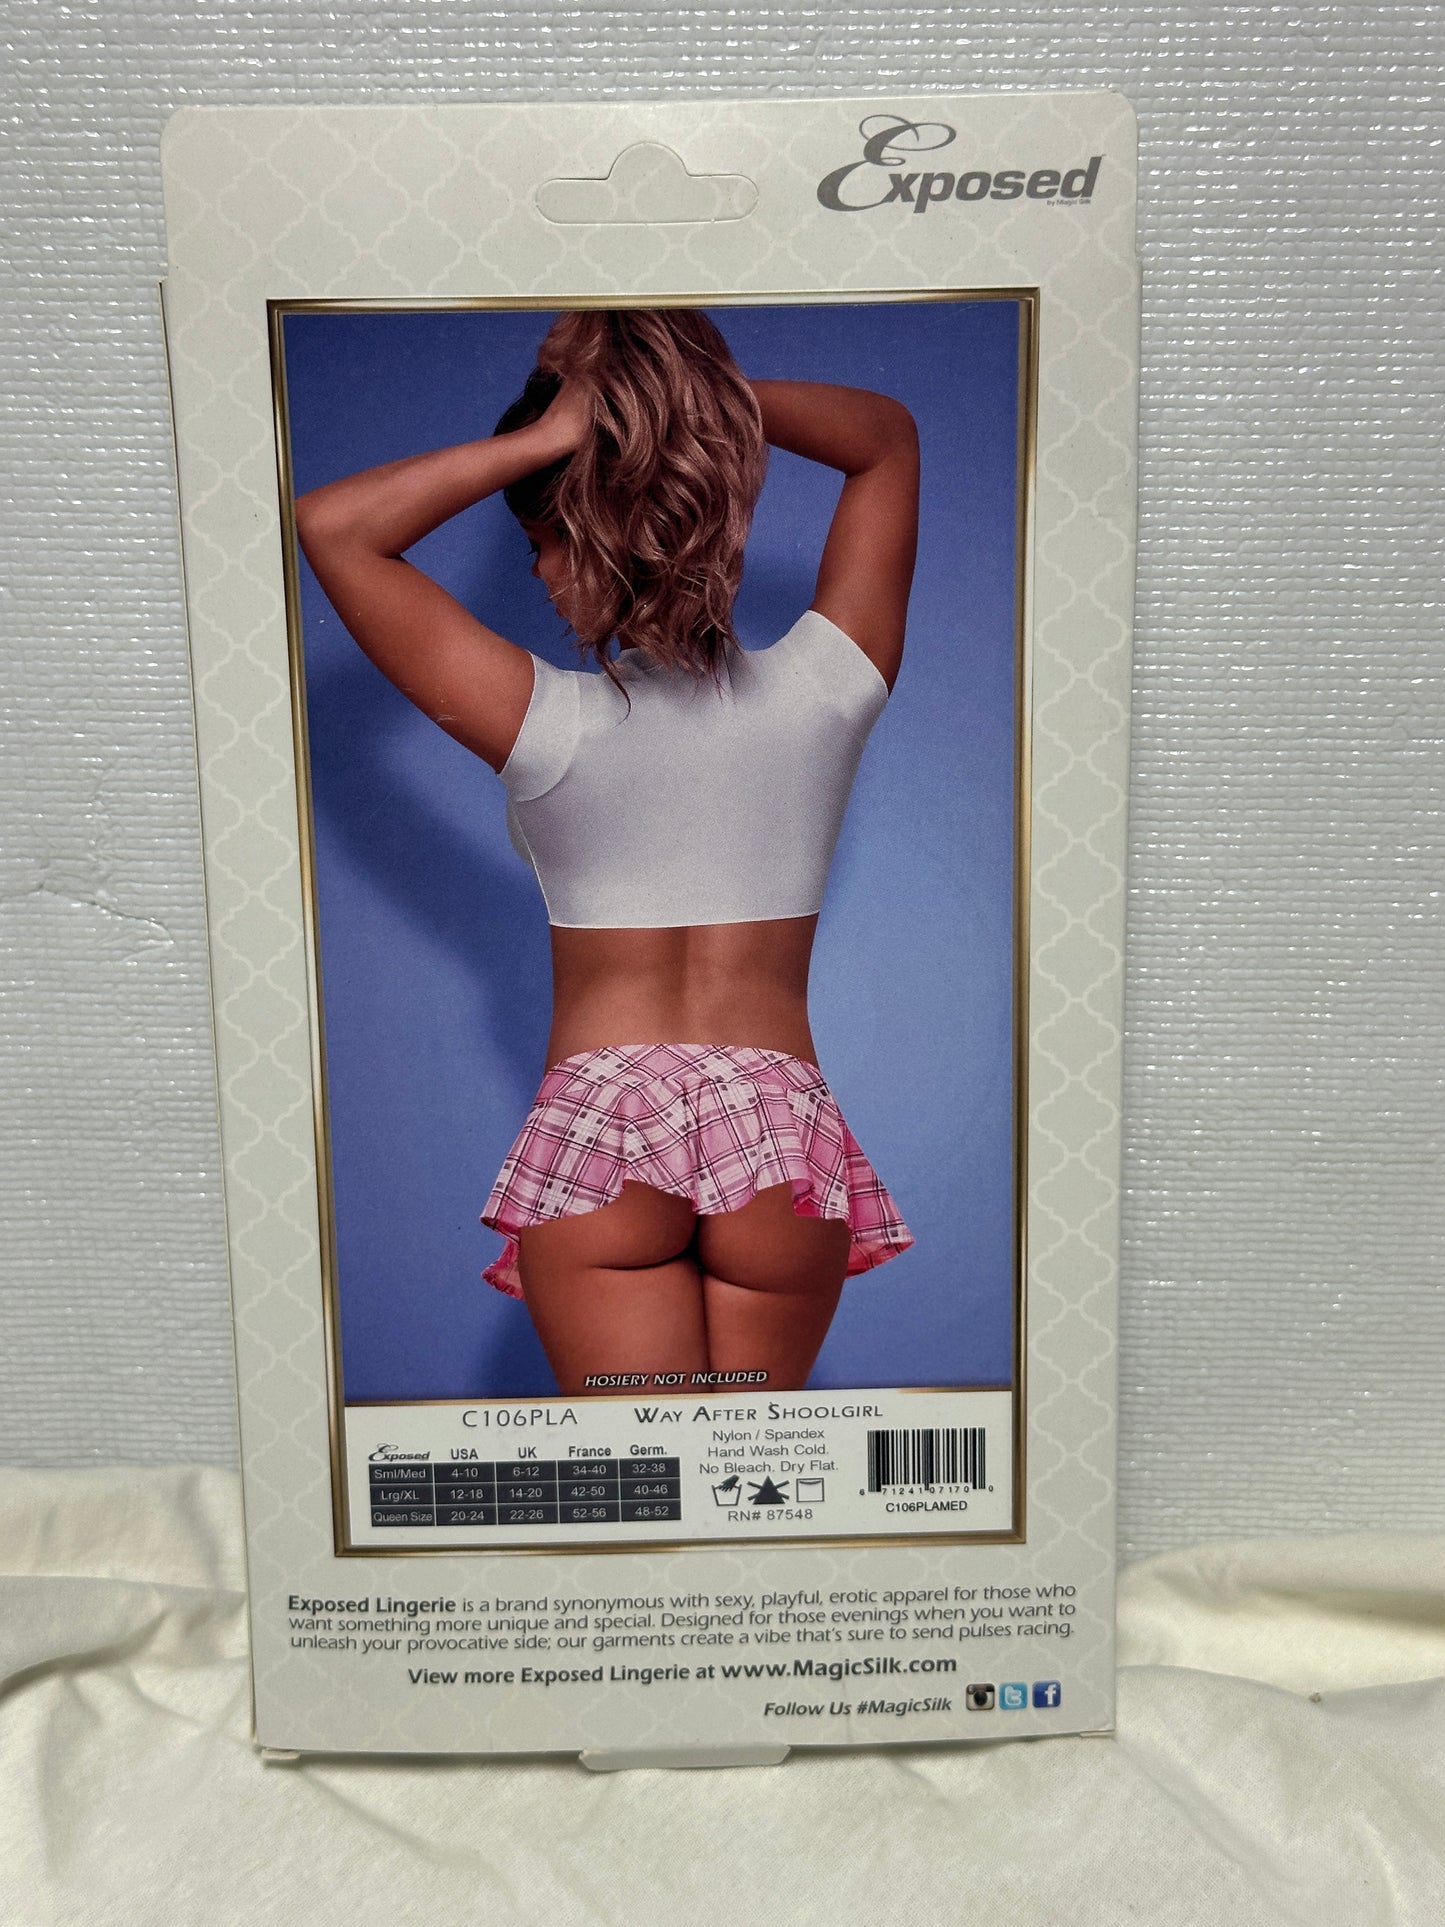 Exposed
by Magic Silk
HOSIERY NOT INCLUDED
C106PLA WAY AFTER SHOOLGIRL
Exposed USA UK France Germ.
Sml/Med 4-10 6-12 34-40 32-38
Lrg/XL 12-18 14-20 42-50 40-46
Queen Size 20-24 22-26 52-56 48-52
Nylon / Spandex
Hand Wash Cold.
No Bleach. Dry Flat.
RN# 87548
6 71241 07170 0
C106PLAMED
Exposed Lingerie is a brand synonymous with sexy, playful, erotic apparel for those who
want something more unique and special. Designed for those evenings when you want to
unleash your provocative side; our garments create a vibe that's sure to send pulses racing.
View more Exposed Lingerie at www.MagicSilk.com
Follow Us #MagicSilk